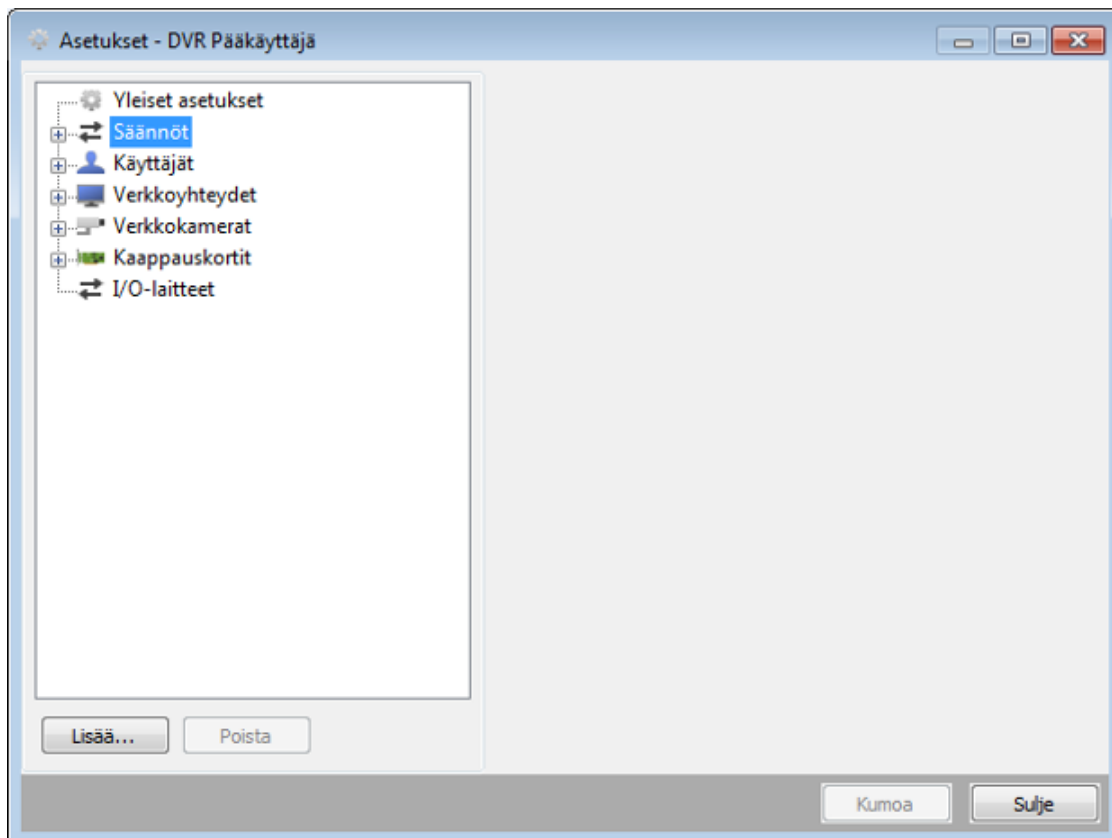 Asetukset - DVR Pääkäyttäjä
Yleiset asetukset
Säännöt
Käyttäjät
Verkkoyhteydet
Verkkokamerat
Kaappauskortit
I/O-laitteet
Lisää... Poista
Kumoa Sulje